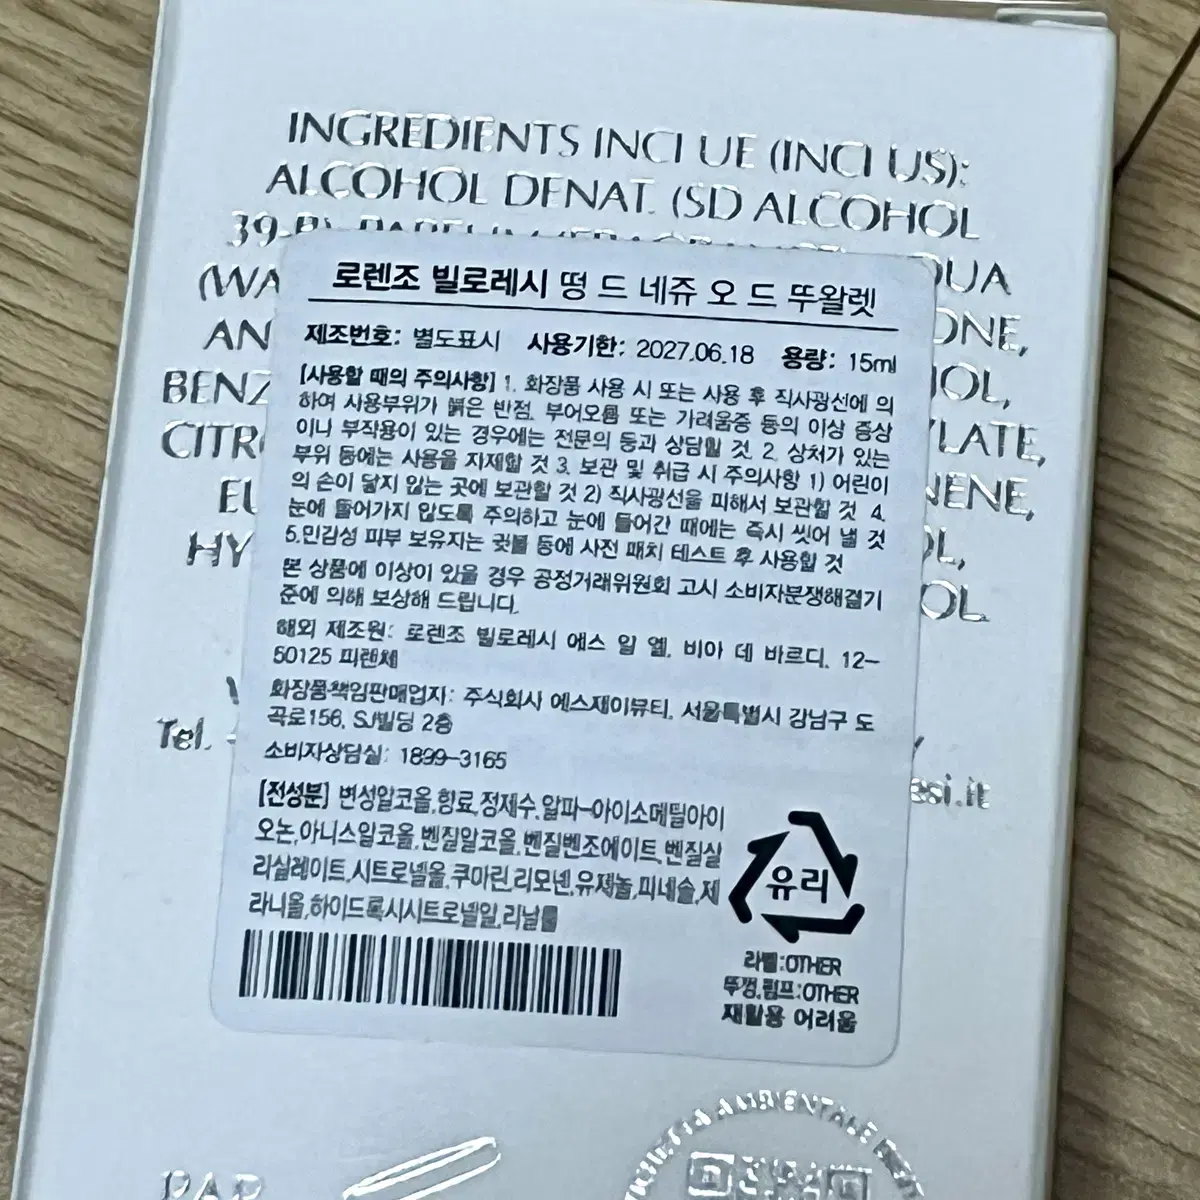 INGREDIENTS INCLUE (INCLUS):
ALCOHOL DENAT. (SD ALCOHOL
39-B), PARFUM
(WA
ONE,
AN
BENZ
CITR
YLATE,
NENE,
HY
로렌조 빌로레시 떵 드 네쥬 오 드 뚜왈렛
제조번호: 별도표시 사용기한: 2027.06.18 용량: 15ml
[사용할 때의 주의사항] 1. 화장품 사용 시 또는 사용 후 직사광선에 의
하여 사용부위가 붉은 반점, 부어오름 또는 가려움증 등의 이상 증상
이나 부작용이 있는 경우에는 전문의 등과 상담할 것. 2. 상처가 있는
부위 등에는 사용을 자제할 것 3. 보관 및 취급 시 주의사항 1) 어린이
의 손이 닿지 않는 곳에 보관할 것 2) 직사광선을 피해서 보관할 것 4.
눈에 들어가지 않도록 주의하고 눈에 들어간 때에는 즉시 씻어 낼 것
5.민감성 피부 보유자는 귓볼 등에 사전 패치 테스트 후 사용할 것
본 상품에 이상이 있을 경우 공정거래위원회 고시 소비자분쟁해결기
준에 의해 보상해 드립니다.
해외 제조원: 로렌조 빌로레시 에스 알 엘, 비아 데 바르디, 12-
50125 피렌체
화장품책임판매업자: 주식회사 에스제이뷰티, 서울특별시 강남구 도
곡로156, SJ빌딩 2층
소비자상담실: 1899-3165
[전성분] 변성알코올,향료,정제수,알파-아이소메틸아이
오논,아니스알코올,벤질알코올,벤질벤조에이트,벤질살
리실레이트,시트로넬올,쿠마린,리모넨,유제놀,파네솔,제
라니올,하이드록시시트로넬알,리날룰
유리
라벨:OTHER
뚜껑,펌프:OTHER
재활용 어려움
Tel.
esi.it
AMBIENTALE
PAP